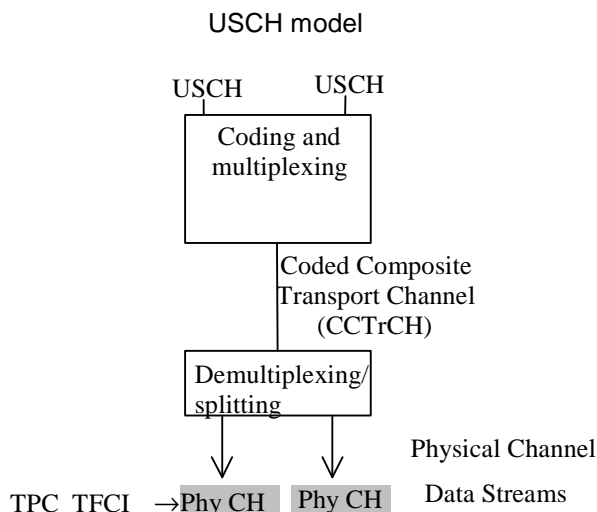 USCH model
USCH USCH
Coding and
multiplexing
Coded Composite
Transport Channel
(CCTrCH)
Demultiplexing/
splitting
Physical Channel
Data Streams
TPC TFCI →Phy CH Phy CH